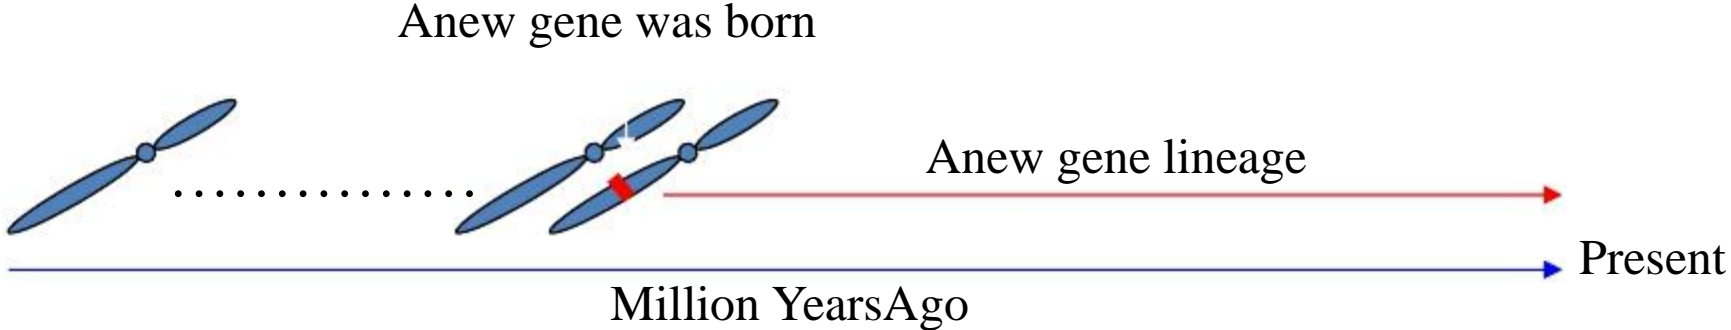 Anew gene was born
Anew gene lineage
Present
Million YearsAgo